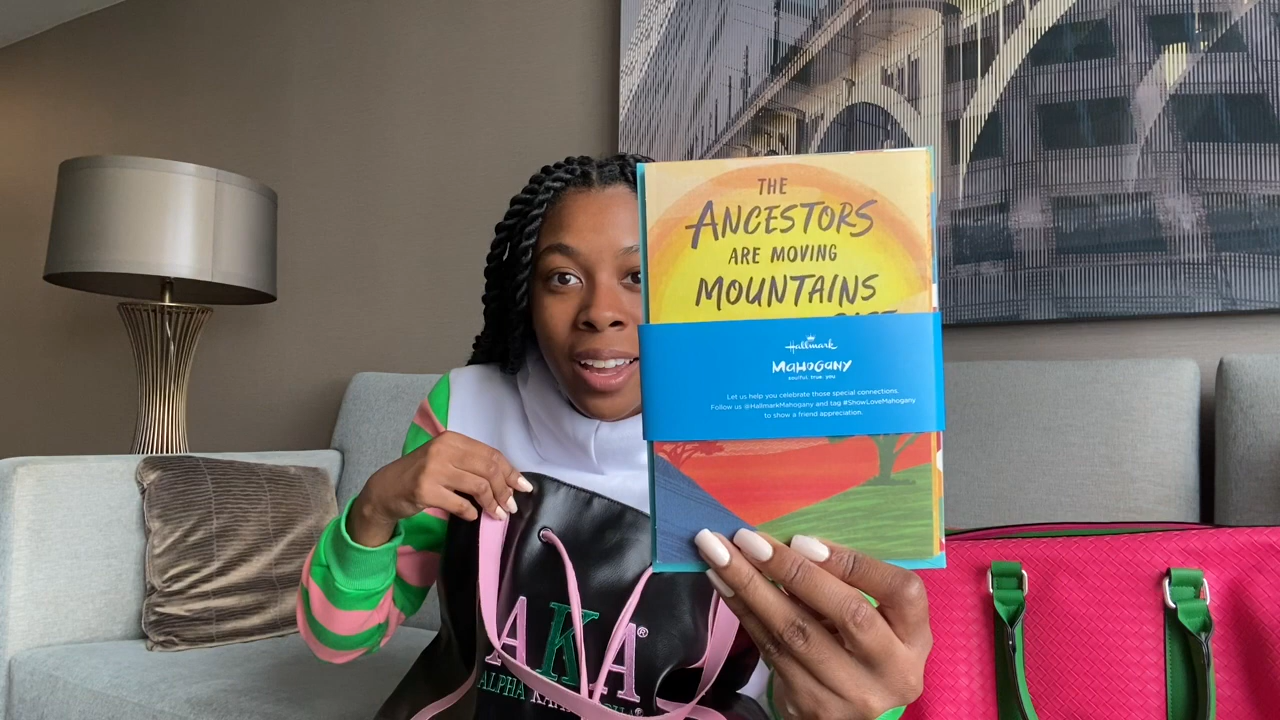 THE
ANCESTORS
ARE MOVING
MOUNTAINS
Hallmark
MaHOGANY
soulful. true. you.
Let us help you celebrate those special connections.
Follow us @HallmarkMahogany and tag #ShowLoveMahogany
to show a friend appreciation.
AKA®
ALPHA